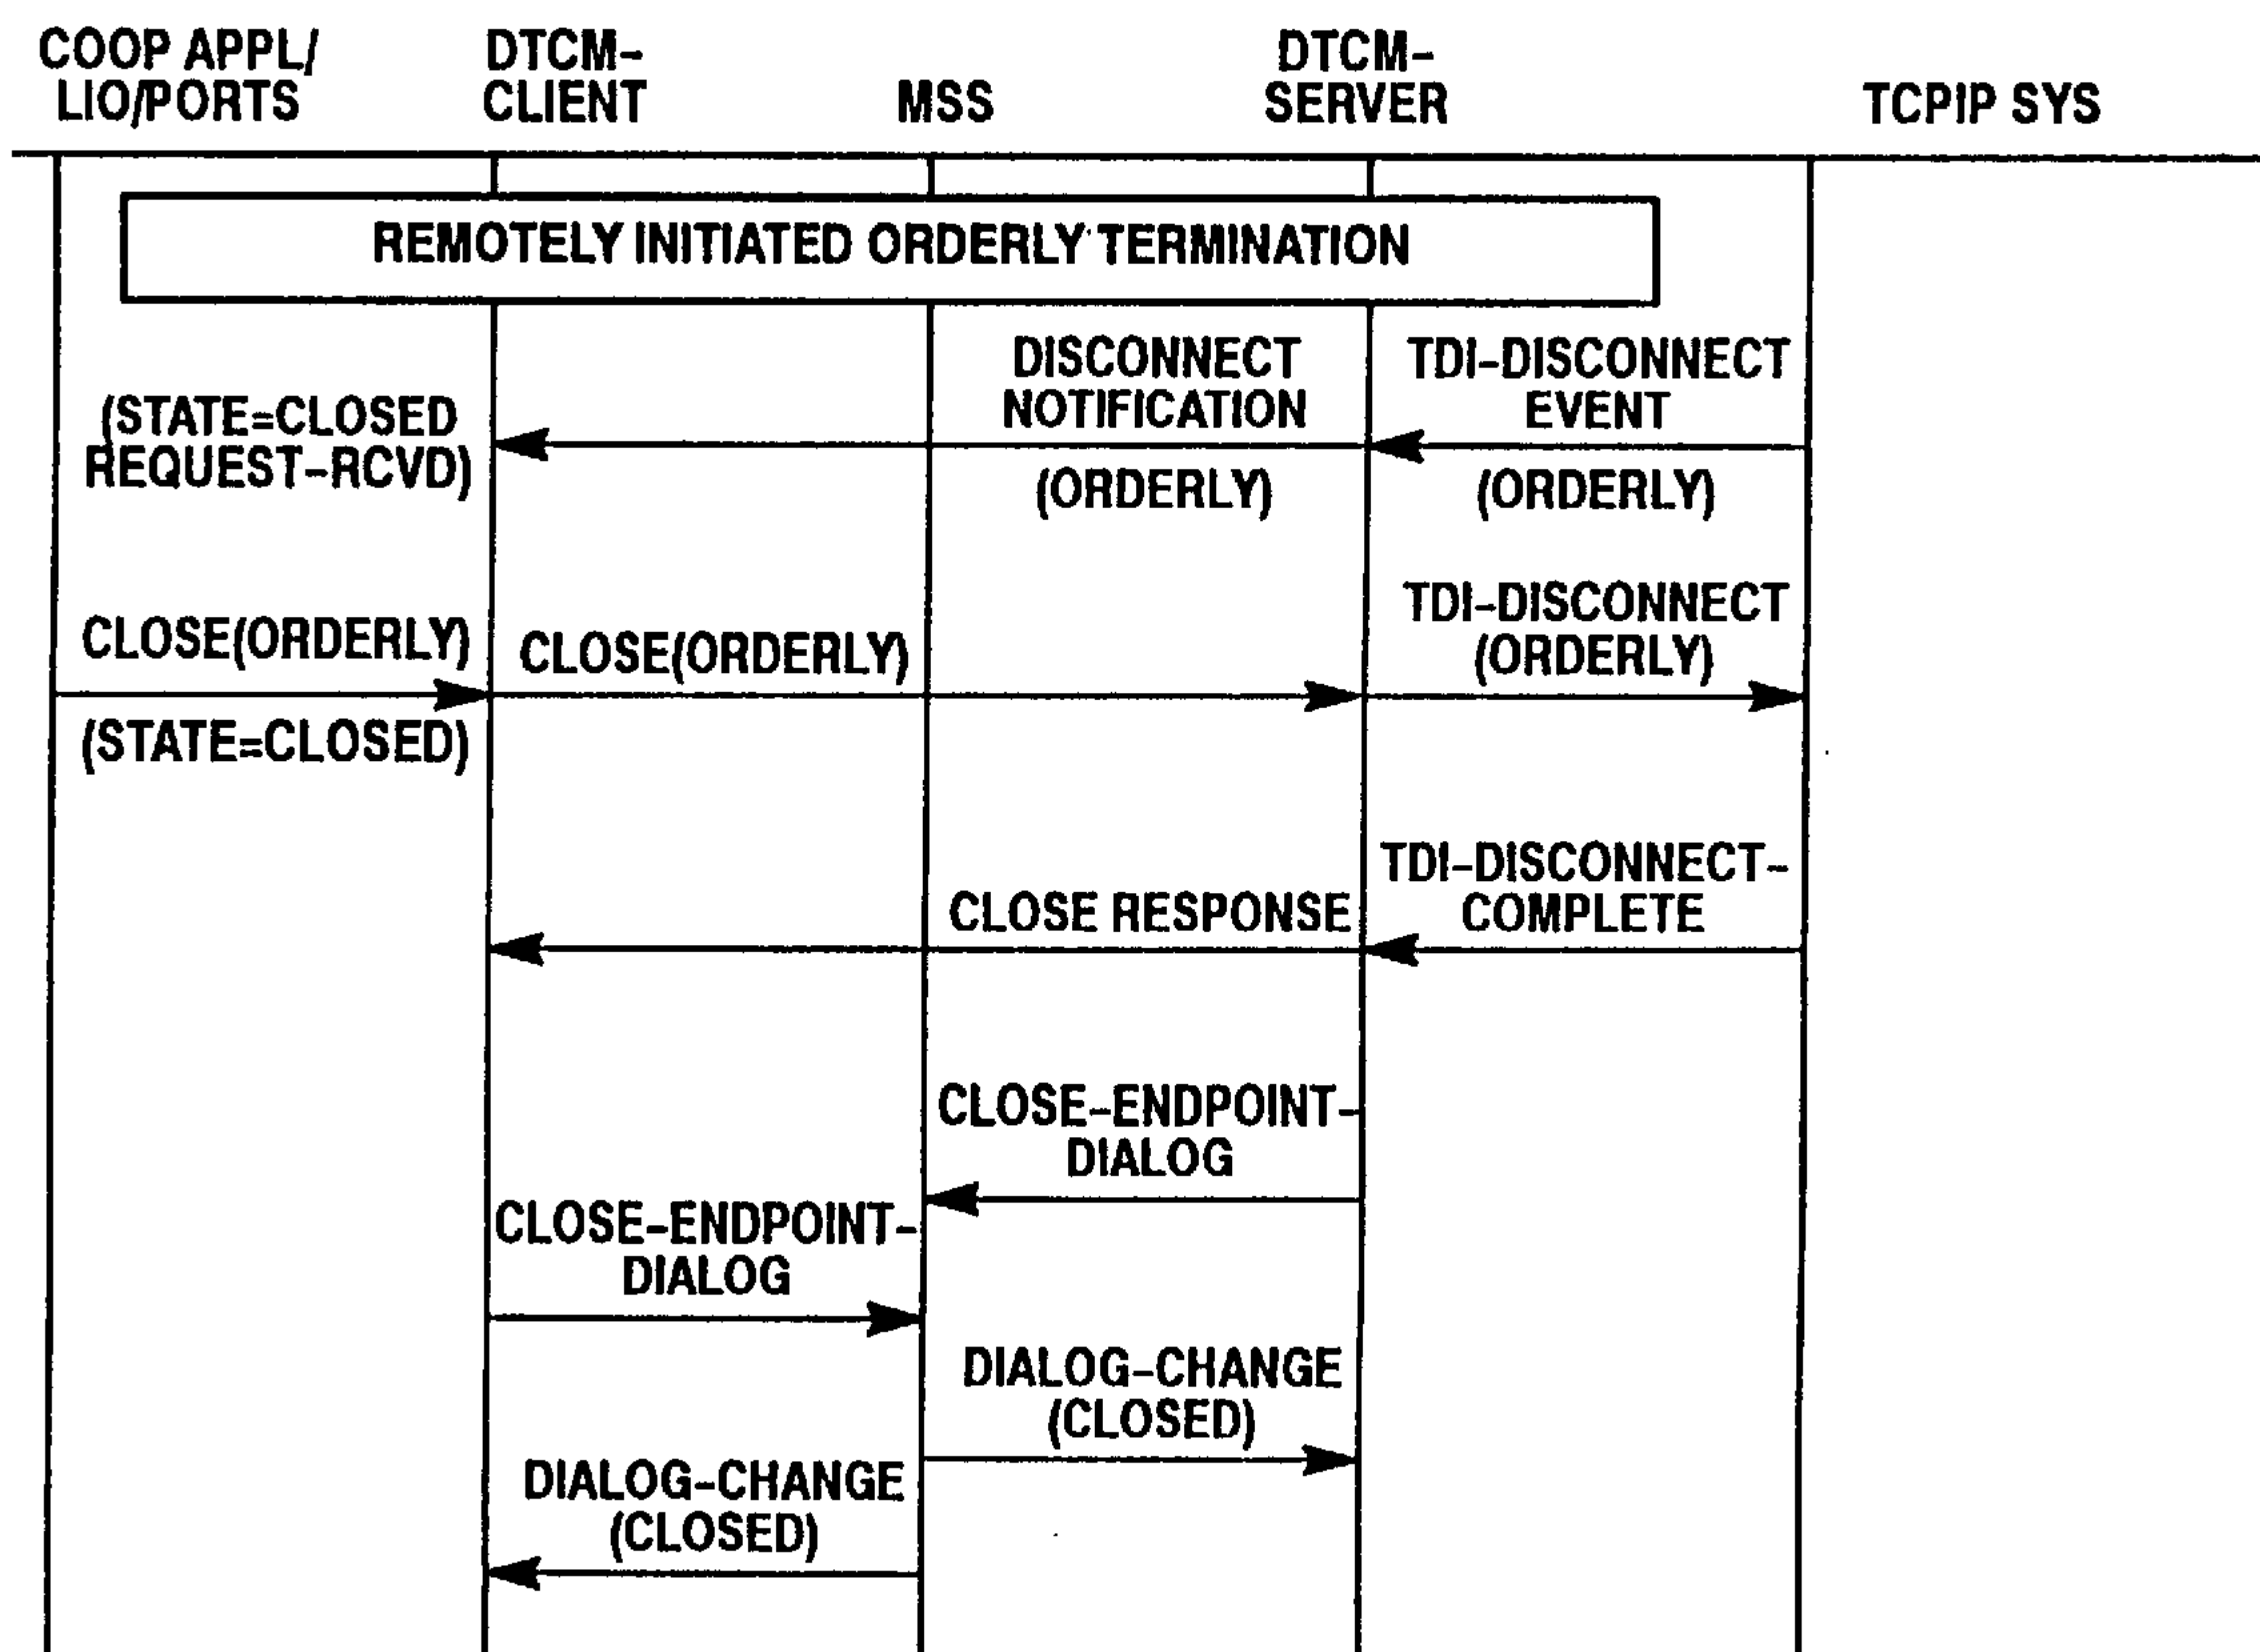 COOP APPL/
LIO/PORTS
DTCM-
CLIENT
MSS
DTCM-
SERVER
TCPIP SYS
REMOTELY INITIATED ORDERLY TERMINATION
DISCONNECT
NOTIFICATION
(ORDERLY)
TDI-DISCONNECT
EVENT
(ORDERLY)
(STATE=CLOSED
REQUEST-RCVD)
CLOSE(ORDERLY)
(STATE=CLOSED)
CLOSE(ORDERLY)
TDI-DISCONNECT
(ORDERLY)
CLOSE RESPONSE
TDI-DISCONNECT-
COMPLETE
CLOSE-ENDPOINT-
DIALOG
CLOSE-ENDPOINT-
DIALOG
DIALOG-CHANGE
(CLOSED)
DIALOG-CHANGE
(CLOSED)